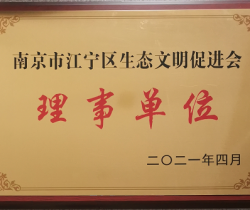 南京市江宁区生态文明促进会
理事单位
二〇二一年四月